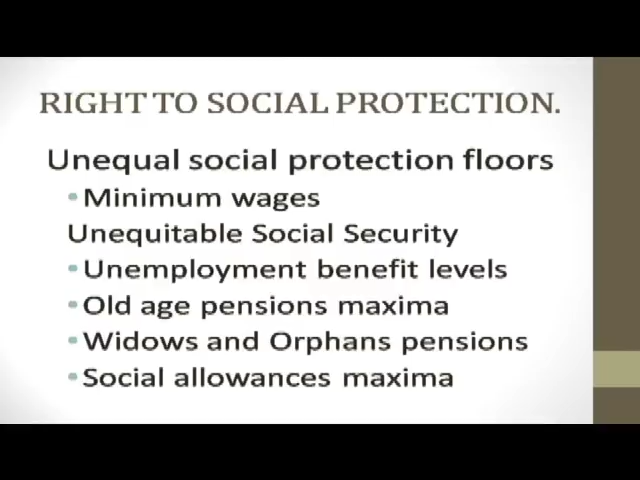 RIGHT TO SOCIAL PROTECTION.
Unequal social protection floors
• Minimum wages
Unequitable Social Security
• Unemployment benefit levels
• Old age pensions maxima
• Widows and Orphans pensions
• Social allowances maxima